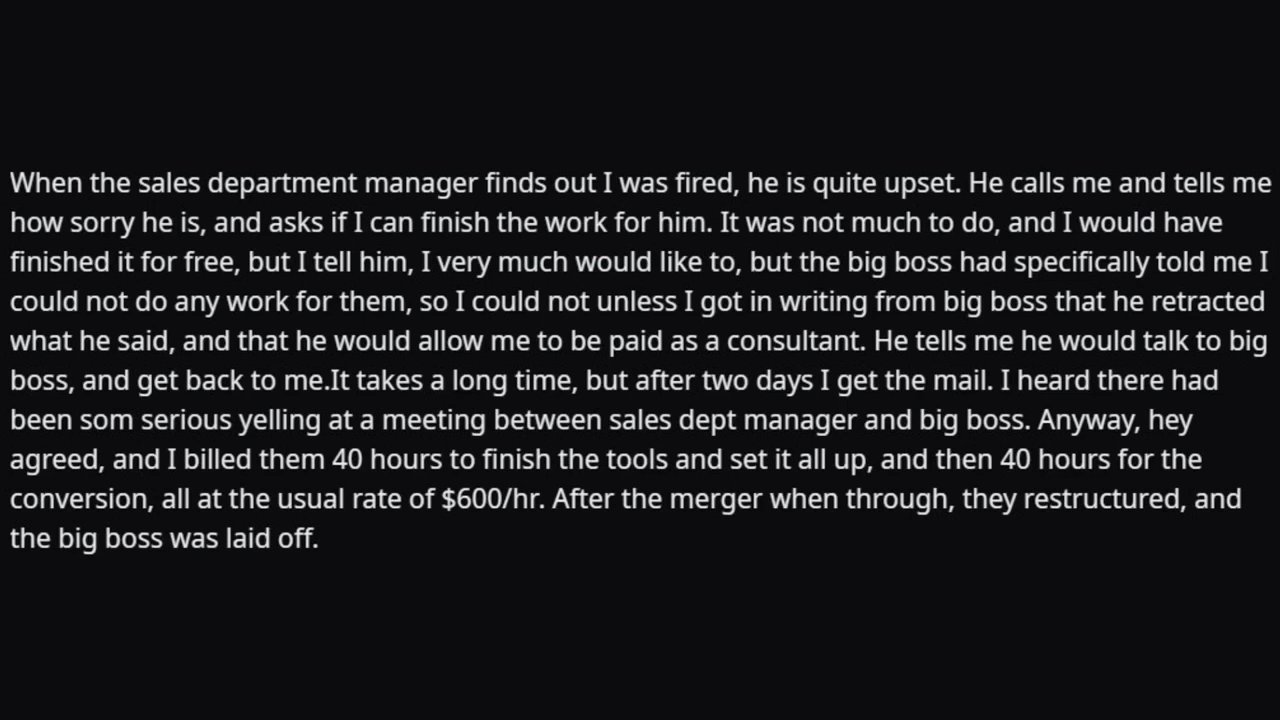 When the sales department manager finds out I was fired, he is quite upset. He calls me and tells me
how sorry he is, and asks if I can finish the work for him. It was not much to do, and I would have
finished it for free, but I tell him, I very much would like to, but the big boss had specifically told me I
could not do any work for them, so I could not unless I got in writing from big boss that he retracted
what he said, and that he would allow me to be paid as a consultant. He tells me he would talk to big
boss, and get back to me.It takes a long time, but after two days I get the mail. I heard there had
been som serious yelling at a meeting between sales dept manager and big boss. Anyway, hey
agreed, and I billed them 40 hours to finish the tools and set it all up, and then 40 hours for the
conversion, all at the usual rate of $600/hr. After the merger when through, they restructured, and
the big boss was laid off.